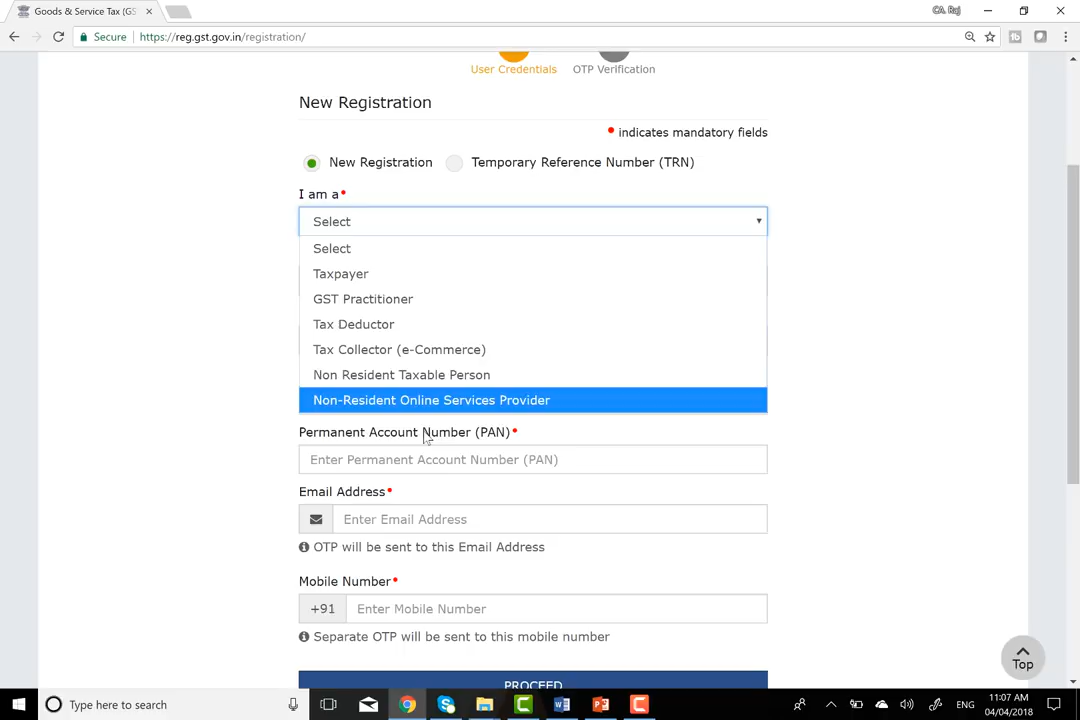 Goods & Service Tax (GS
CA. Raj
Secure
https://reg.gst.gov.in/registration/
User Credentials
OTP Verification
New Registration
• indicates mandatory fields
New Registration
Temporary Reference Number (TRN)
I am a•
Select
Select
Taxpayer
GST Practitioner
Tax Deductor
Tax Collector (e-Commerce)
Non Resident Taxable Person
Non-Resident Online Services Provider
Permanent Account Number (PAN)•
Enter Permanent Account Number (PAN)
Email Address•
Enter Email Address
OTP will be sent to this Email Address
Mobile Number•
+91
Enter Mobile Number
Separate OTP will be sent to this mobile number
PROCEED
Top
Type here to search
ENG
11:07 AM
04/04/2018